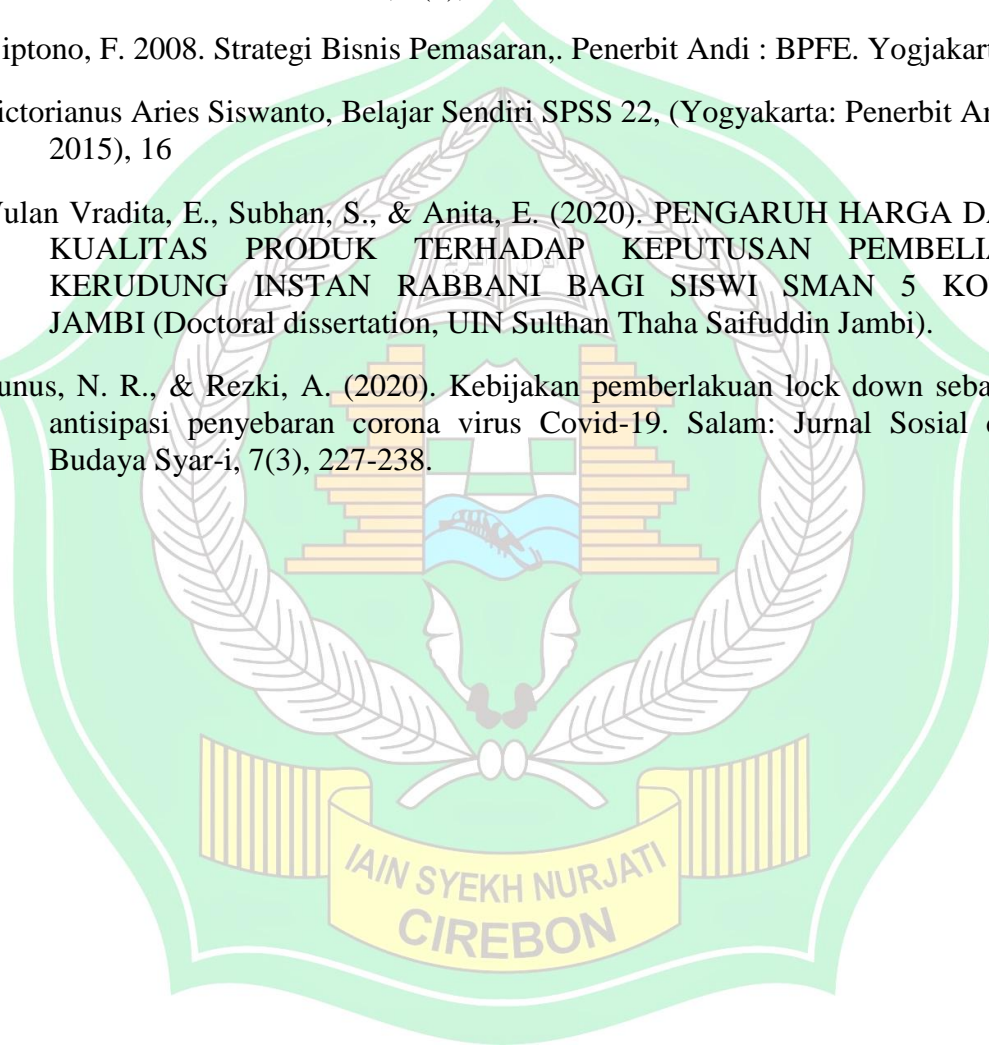 iptono, F. 2008. Strategi Bisnis Pemasaran,. Penerbit Andi : BPFE. Yogjakart
ictorianus Aries Siswanto, Belajar Sendiri SPSS 22, (Yogyakarta: Penerbit An
2015), 16
ulan Vradita, E., Subhan, S., & Anita, E. (2020). PENGARUH HARGA DA
KUALITAS PRODUK TERHADAP KEPUTUSAN PEMBELIA
KERUDUNG INSTAN RABBANI BAGI SISWI SMAN 5 KO
JAMBI (Doctoral dissertation, UIN Sulthan Thaha Saifuddin Jambi).
unus, N. R., & Rezki, A. (2020). Kebijakan pemberlakuan lock down seba
antisipasi penyebaran corona virus Covid-19. Salam: Jurnal Sosial d
Budaya Syar-i, 7(3), 227-238.
IAIN SYEKH NURJATI
CIREBON